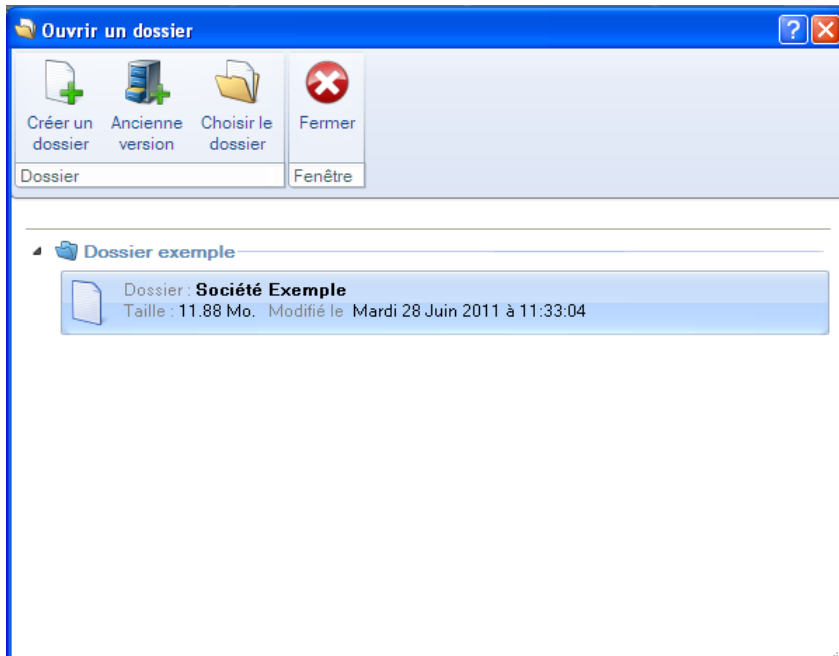 Ouvrir un dossier
?
Créer un dossier
Ancienne version
Choisir le dossier
Fermer
Dossier
Fenêtre
Dossier exemple
Dossier : Société Exemple
Taille : 11.88 Mo. Modifié le Mardi 28 Juin 2011 à 11:33:04